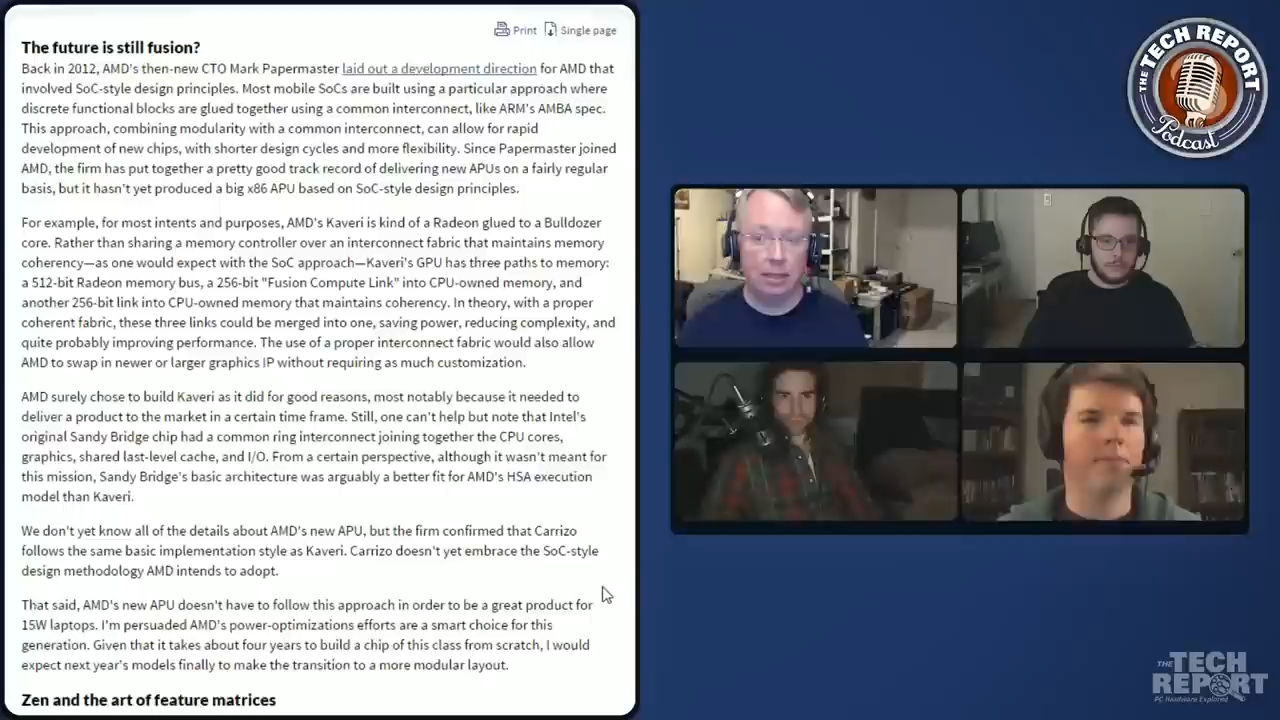 Print Single page
The future is still fusion?
Back in 2012, AMD's then-new CTO Mark Papermaster laid out a development direction for AMD that
involved SoC-style design principles. Most mobile SoCs are built using a particular approach where
discrete functional blocks are glued together using a common interconnect, like ARM's AMBA spec.
This approach, combining modularity with a common interconnect, can allow for rapid
development of new chips, with shorter design cycles and more flexibility. Since Papermaster joined
AMD, the firm has put together a pretty good track record of delivering new APUs on a fairly regular
basis, but it hasn't yet produced a big x86 APU based on SoC-style design principles.
For example, for most intents and purposes, AMD's Kaveri is kind of a Radeon glued to a Bulldozer
core. Rather than sharing a memory controller over an interconnect fabric that maintains memory
coherency—as one would expect with the SoC approach—Kaveri's GPU has three paths to memory:
a 512-bit Radeon memory bus, a 256-bit "Fusion Compute Link" into CPU-owned memory, and
another 256-bit link into CPU-owned memory that maintains coherency. In theory, with a proper
coherent fabric, these three links could be merged into one, saving power, reducing complexity, and
quite probably improving performance. The use of a proper interconnect fabric would also allow
AMD to swap in newer or larger graphics IP without requiring as much customization.
AMD surely chose to build Kaveri as it did for good reasons, most notably because it needed to
deliver a product to the market in a certain time frame. Still, one can't help but note that Intel's
original Sandy Bridge chip had a common ring interconnect joining together the CPU cores,
graphics, shared last-level cache, and I/O. From a certain perspective, although it wasn't meant for
this mission, Sandy Bridge's basic architecture was arguably a better fit for AMD's HSA execution
model than Kaveri.
We don't yet know all of the details about AMD's new APU, but the firm confirmed that Carrizo
follows the same basic implementation style as Kaveri. Carrizo doesn't yet embrace the SoC-style
design methodology AMD intends to adopt.
That said, AMD's new APU doesn't have to follow this approach in order to be a great product for
15W laptops. I'm persuaded AMD's power-optimizations efforts are a smart choice for this
generation. Given that it takes about four years to build a chip of this class from scratch, I would
expect next year's models finally to make the transition to a more modular layout.
Zen and the art of feature matrices
THE TECH REPORT
Podcast
THE TECH
REPORT
PC Hardware Explored